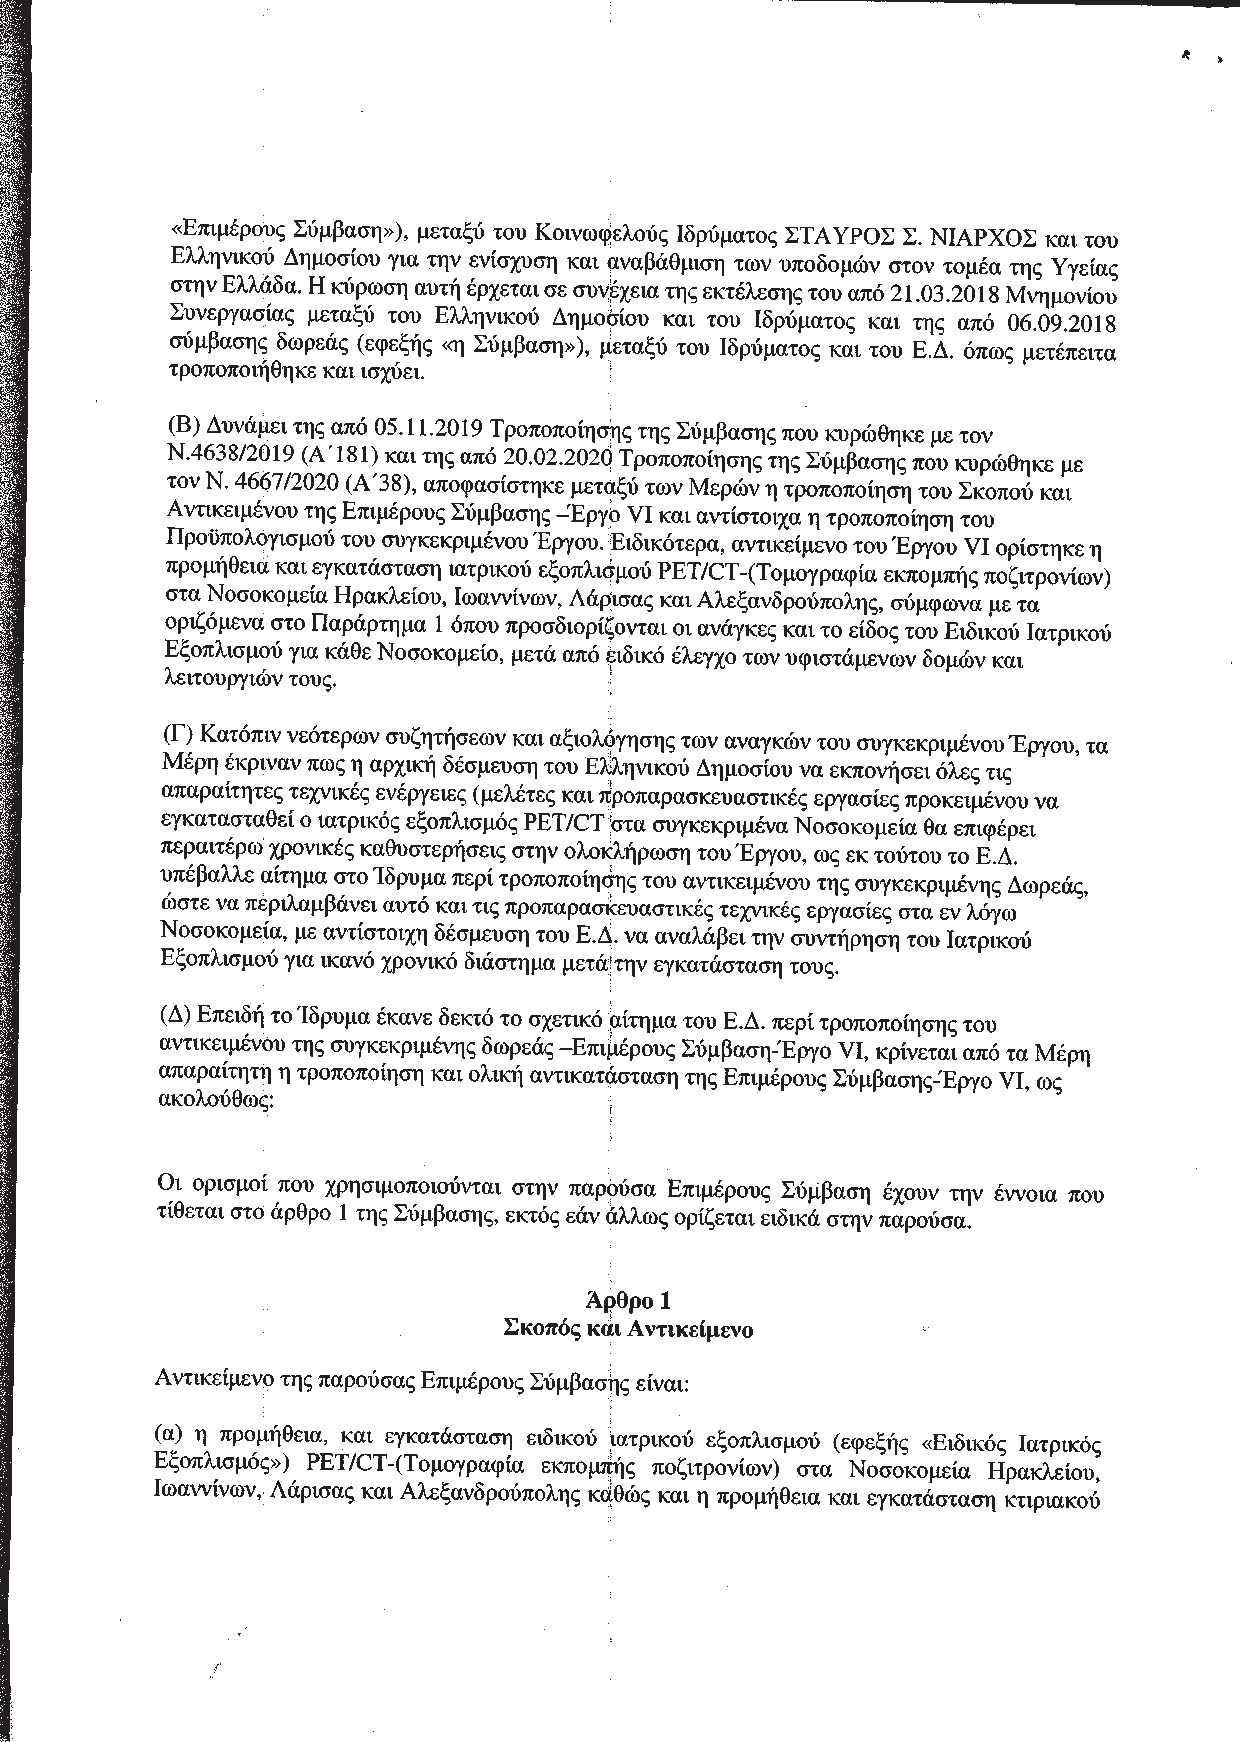 «Επιμέρους Σύμβαση»), μεταξύ του Κοινωφελούς Ιδρύματος ΣΤΑΥΡΟΣ Σ. ΝΙΑΡΧΟΣ και του
Ελληνικού Δημοσίου για την ενίσχυση και αναβάθμιση των υποδομών στον τομέα της Υγείας
στην Ελλάδα. Η κύρωση αυτή έρχεται σε συνέχεια της εκτέλεσης του από 21.03.2018 Μνημονίου
Συνεργασίας μεταξύ του Ελληνικού Δημοσίου και του Ιδρύματος και της από 06.09.2018
σύμβασης δωρεάς (εφεξής «η Σύμβαση»), μεταξύ του Ιδρύματος και του Ε.Δ. όπως μετέπειτα
τροποποιήθηκε και ισχύει.
(Β) Δυνάμει της από 05.11.2019 Τροποποίησης της Σύμβασης που κυρώθηκε με τον
Ν.4638/2019 (Α΄181) και της από 20.02.2020 Τροποποίησης της Σύμβασης που κυρώθηκε με
τον Ν. 4667/2020 (Α΄38), αποφασίστηκε μεταξύ των Μερών η τροποποίηση του Σκοπού και
Αντικειμένου της Επιμέρους Σύμβασης –Έργο VI και αντίστοιχα η τροποποίηση του
Προϋπολογισμού του συγκεκριμένου Έργου. Ειδικότερα, αντικείμενο του Έργου VI ορίστηκε η
προμήθεια και εγκατάσταση ιατρικού εξοπλισμού PET/CT-(Τομογραφία εκπομπής ποζιτρονίων)
στα Νοσοκομεία Ηρακλείου, Ιωαννίνων, Λάρισας και Αλεξανδρούπολης, σύμφωνα με τα
οριζόμενα στο Παράρτημα 1 όπου προσδιορίζονται οι ανάγκες και το είδος του Ειδικού Ιατρικού
Εξοπλισμού για κάθε Νοσοκομείο, μετά από ειδικό έλεγχο των υφιστάμενων δομών και
λειτουργιών τους.
(Γ) Κατόπιν νεότερων συζητήσεων και αξιολόγησης των αναγκών του συγκεκριμένου Έργου, τα
Μέρη έκριναν πως η αρχική δέσμευση του Ελληνικού Δημοσίου να εκπονήσει όλες τις
απαραίτητες τεχνικές ενέργειες (μελέτες και προπαρασκευαστικές εργασίες προκειμένου να
εγκατασταθεί ο ιατρικός εξοπλισμός PET/CT στα συγκεκριμένα Νοσοκομεία θα επιφέρει
περαιτέρω χρονικές καθυστερήσεις στην ολοκλήρωση του Έργου, ως εκ τούτου το Ε.Δ.
υπέβαλλε αίτημα στο Ίδρυμα περί τροποποίησης του αντικειμένου της συγκεκριμένης Δωρεάς,
ώστε να περιλαμβάνει αυτό και τις προπαρασκευαστικές τεχνικές εργασίες στα εν λόγω
Νοσοκομεία, με αντίστοιχη δέσμευση του Ε.Δ. να αναλάβει την συντήρηση του Ιατρικού
Εξοπλισμού για ικανό χρονικό διάστημα μετά την εγκατάσταση τους.
(Δ) Επειδή το Ίδρυμα έκανε δεκτό το σχετικό αίτημα του Ε.Δ. περί τροποποίησης του
αντικειμένου της συγκεκριμένης δωρεάς –Επιμέρους Σύμβαση-Έργο VI, κρίνεται από τα Μέρη
απαραίτητη η τροποποίηση και ολική αντικατάσταση της Επιμέρους Σύμβασης-Έργο VI, ως
ακολούθως:
Οι ορισμοί που χρησιμοποιούνται στην παρούσα Επιμέρους Σύμβαση έχουν την έννοια που
τίθεται στο άρθρο 1 της Σύμβασης, εκτός εάν άλλως ορίζεται ειδικά στην παρούσα.
Άρθρο 1
Σκοπός και Αντικείμενο
Αντικείμενο της παρούσας Επιμέρους Σύμβασης είναι:
(α) η προμήθεια, και εγκατάσταση ειδικού ιατρικού εξοπλισμού (εφεξής «Ειδικός Ιατρικός
Εξοπλισμός») PET/CT-(Τομογραφία εκπομπής ποζιτρονίων) στα Νοσοκομεία Ηρακλείου,
Ιωαννίνων, Λάρισας και Αλεξανδρούπολης καθώς και η προμήθεια και εγκατάσταση κτιριακού